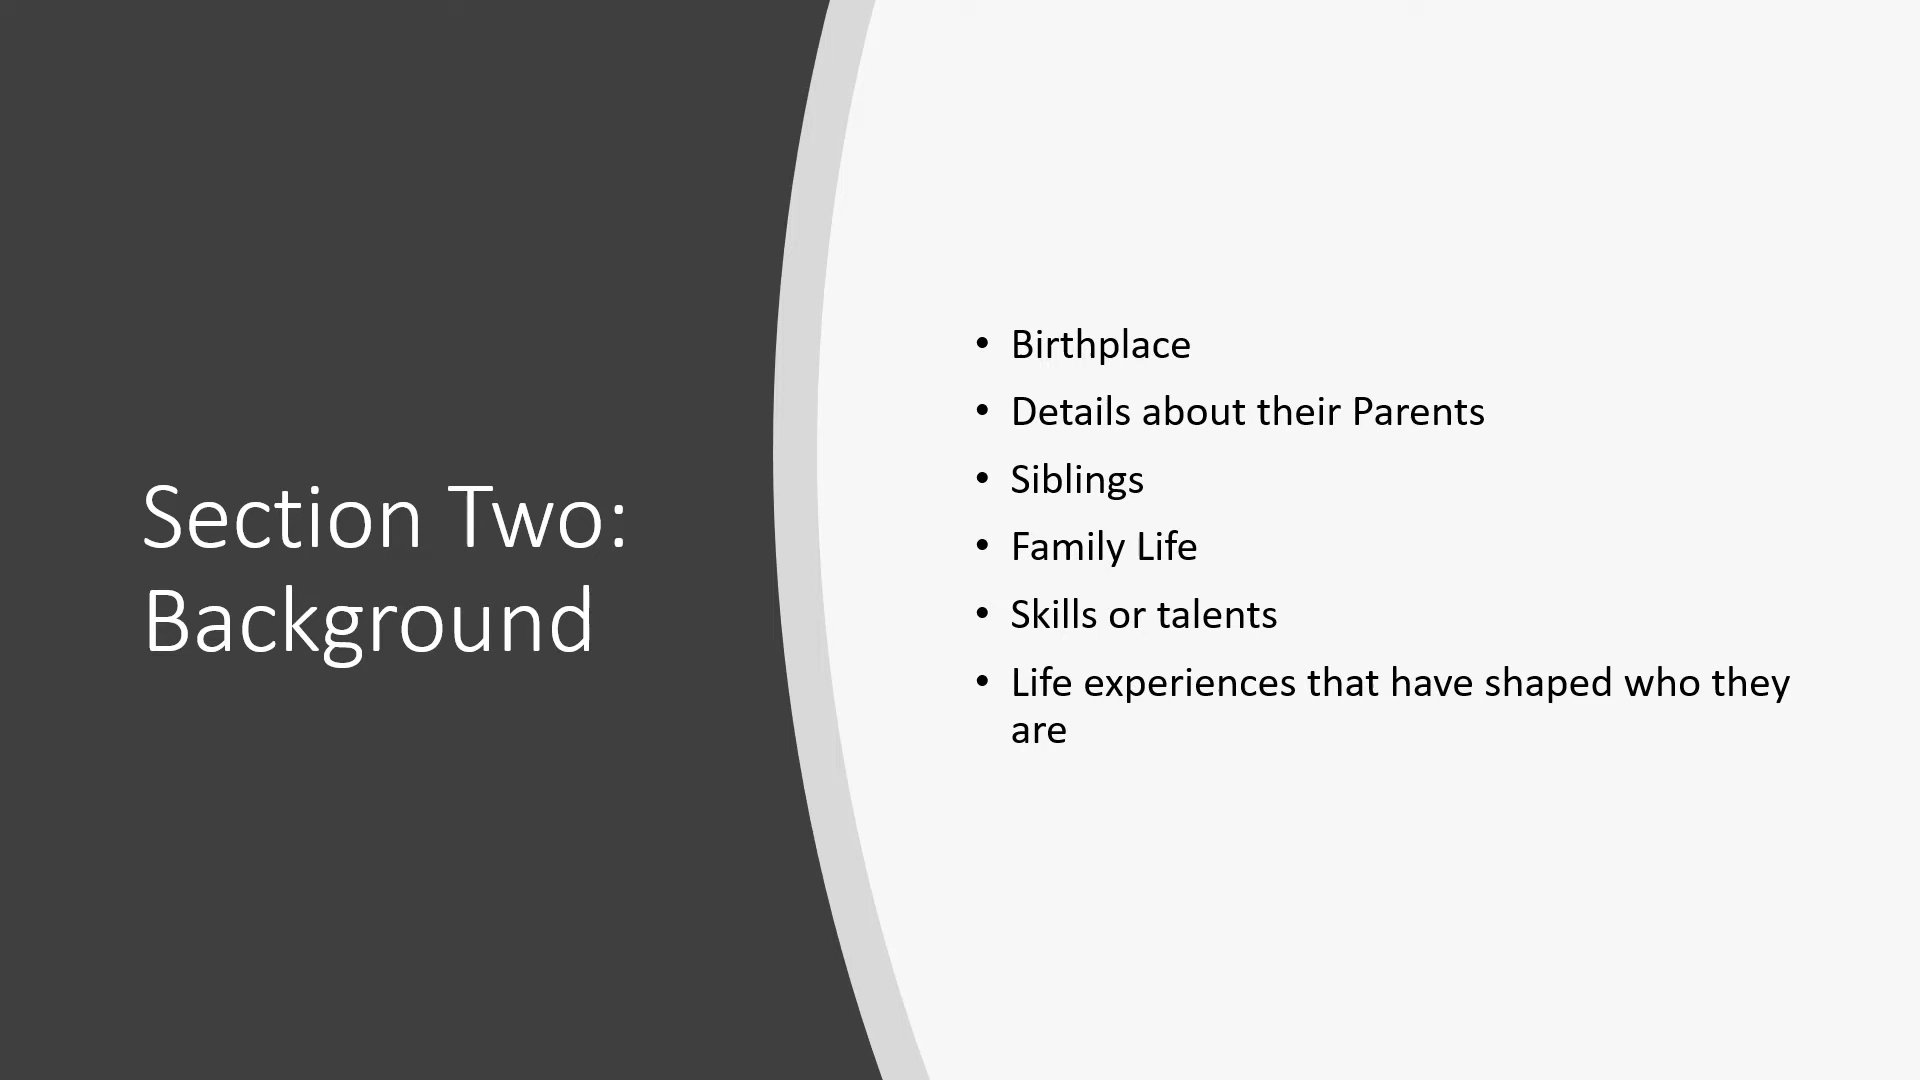 Section Two:
Background
• Birthplace
• Details about their Parents
• Siblings
• Family Life
• Skills or talents
• Life experiences that have shaped who they
are